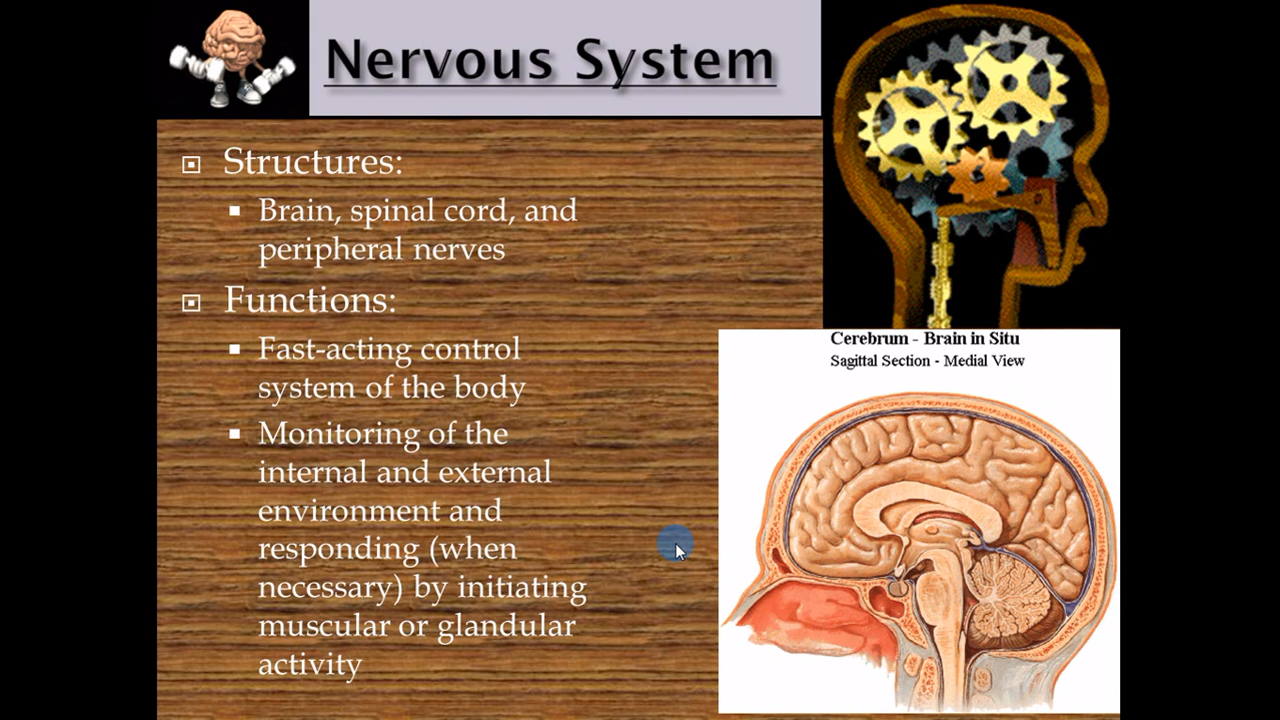 Nervous System
Structures:
Brain, spinal cord, and
peripheral nerves
Functions:
Fast-acting control
system of the body
Monitoring of the
internal and external
environment and
responding (when
necessary) by initiating
muscular or glandular
activity
Cerebrum - Brain in Situ
Sagittal Section - Medial View